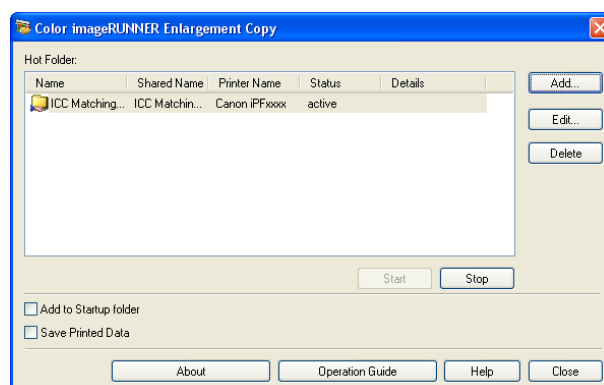 Color imageRUNNER Enlargement Copy
Hot Folder:
Name Shared Name Printer Name Status Details
ICC Matching... ICC Matchin... Canon iPFxxxx active
Add...
Edit...
Delete
Start Stop
Add to Startup folder
Save Printed Data
About Operation Guide Help Close